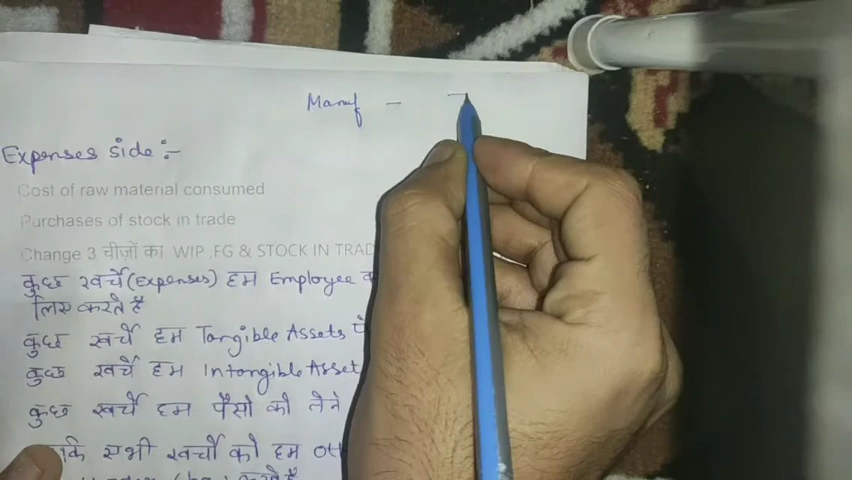 Manuf -
Expenses side :-
Cost of raw material consumed
Purchases of stock in trade
Change 3 चीज़ों का WIP ,FG & STOCK IN TRAD
कुछ खर्चे (Expenses) हम Employee
लिए करते है
कुछ खर्चे हम Tangible Assets
कुछ खर्चे हम Intangible Asset
कुछ खर्चे हम पैसो को लेने
सभी खर्चो को हम